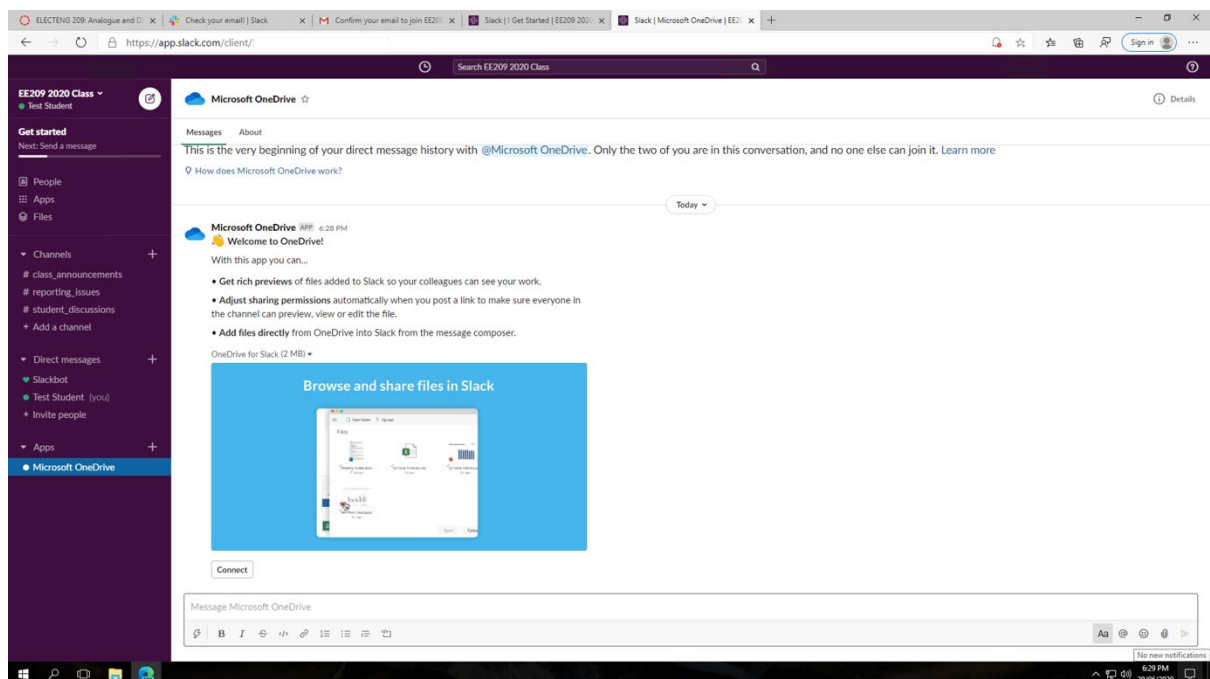 ELECTENG 209: Analogue and Di
Check your email! | Slack
Confirm your email to join EE20
Slack | ! Get Started | EE209 202
Slack | Microsoft OneDrive | EE2
https://app.slack.com/client/
Sign in
Search EE209 2020 Class
EE209 2020 Class
Test Student
Get started
Next: Send a message
People
Apps
Files
Channels
# class_announcements
# reporting_issues
# student_discussions
+ Add a channel
Direct messages
Slackbot
Test Student (you)
+ Invite people
Apps
Microsoft OneDrive
Microsoft OneDrive
Details
Messages About
This is the very beginning of your direct message history with @Microsoft OneDrive. Only the two of you are in this conversation, and no one else can join it. Learn more
How does Microsoft OneDrive work?
Today
Microsoft OneDrive APP 6:28 PM
Welcome to OneDrive!
With this app you can...
• Get rich previews of files added to Slack so your colleagues can see your work.
• Adjust sharing permissions automatically when you post a link to make sure everyone in
the channel can preview, view or edit the file.
• Add files directly from OneDrive into Slack from the message composer.
OneDrive for Slack (2 MB)
Browse and share files in Slack
Files
Connect
Message Microsoft OneDrive
B I
Aa @
No new notifications
6:29 PM